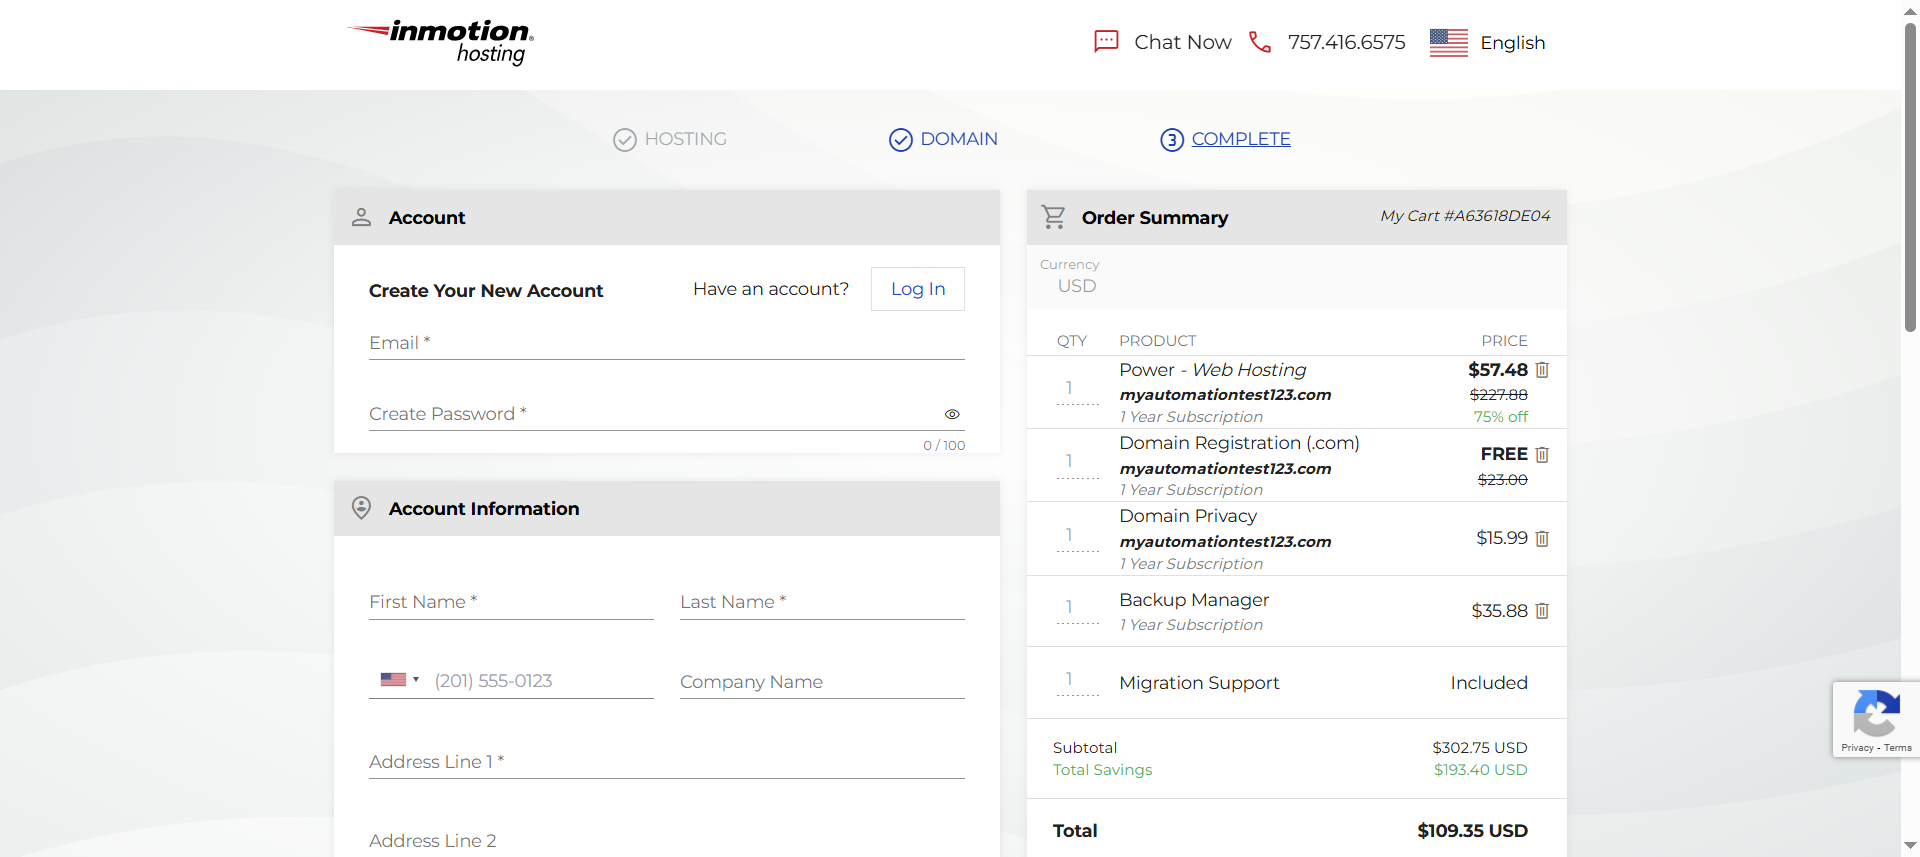 inmotion
hosting
Chat Now
757.416.6575
English
HOSTING
DOMAIN
3 COMPLETE
Account
Create Your New Account
Have an account?
Log In
Email *
Create Password *
0 / 100
Account Information
First Name *
Last Name *
(201) 555-0123
Company Name
Address Line 1 *
Address Line 2
Order Summary
My Cart #A63618DE04
Currency
USD
QTY PRODUCT PRICE
1 Power - Web Hosting $57.48
myautomationtest123.com $227.88
1 Year Subscription 75% off
1 Domain Registration (.com) FREE
myautomationtest123.com $23.00
1 Year Subscription
1 Domain Privacy
myautomationtest123.com $15.99
1 Year Subscription
1 Backup Manager $35.88
1 Year Subscription
1 Migration Support Included
Subtotal $302.75 USD
Total Savings $193.40 USD
Total $109.35 USD
Privacy - Terms